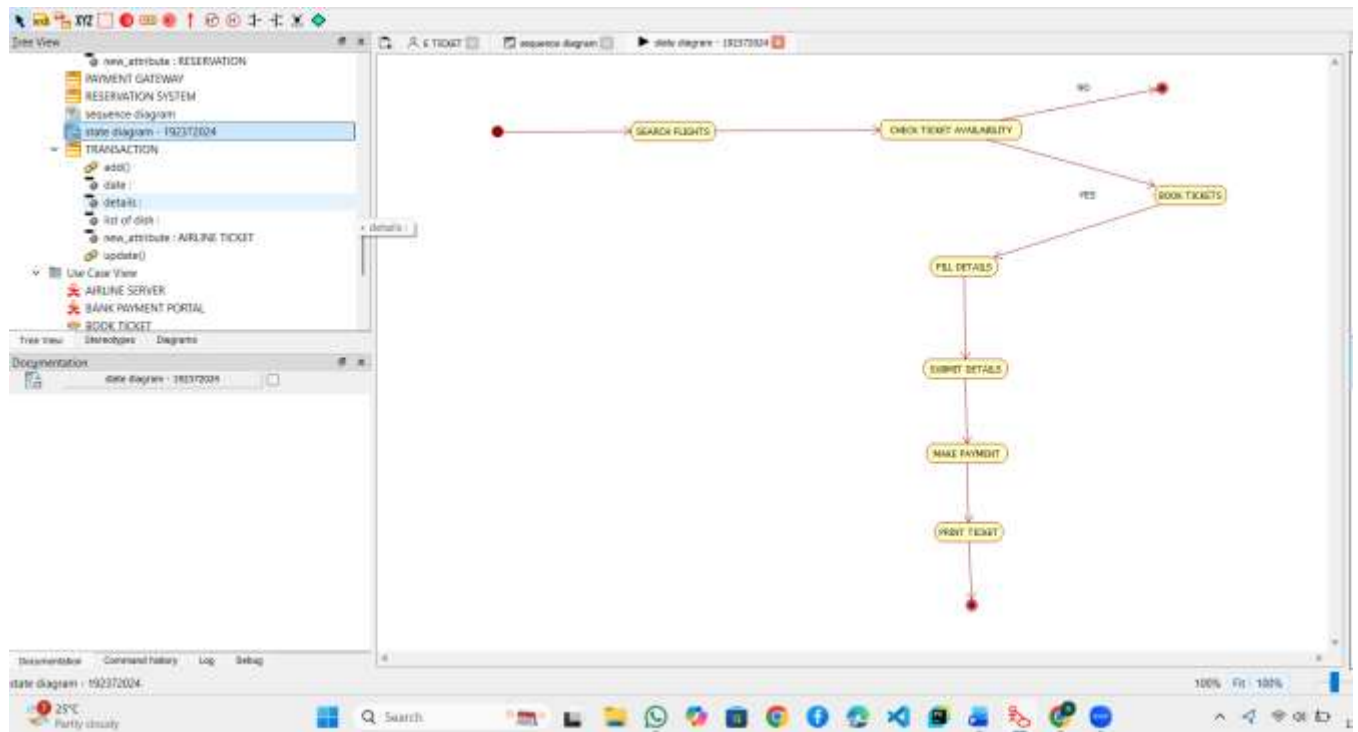 XYZ
Tree View
new_attribute : RESERVATION
PAYMENT GATEWAY
RESERVATION SYSTEM
sequence diagram
state diagram - 192372024
TRANSACTION
add()
date :
details :
list of dish :
new_attribute : AIRLINE TICKET
update()
Use Case View
AIRLINE SERVER
BANK PAYMENT PORTAL
BOOK TICKET
Tree View Stereotypes Diagrams
Documentation
state diagram - 192372024
Documentation Command history Log Debug
state diagram - 192372024
E TICKET sequence diagram state diagram - 192372024
details :
NO
SEARCH FLIGHTS
CHECK TICKET AVAILABILITY
YES
BOOK TICKETS
FILL DETAILS
SUBMIT DETAILS
MAKE PAYMENT
PRINT TICKET
100% Fit 100%
25°C
Partly cloudy
Search